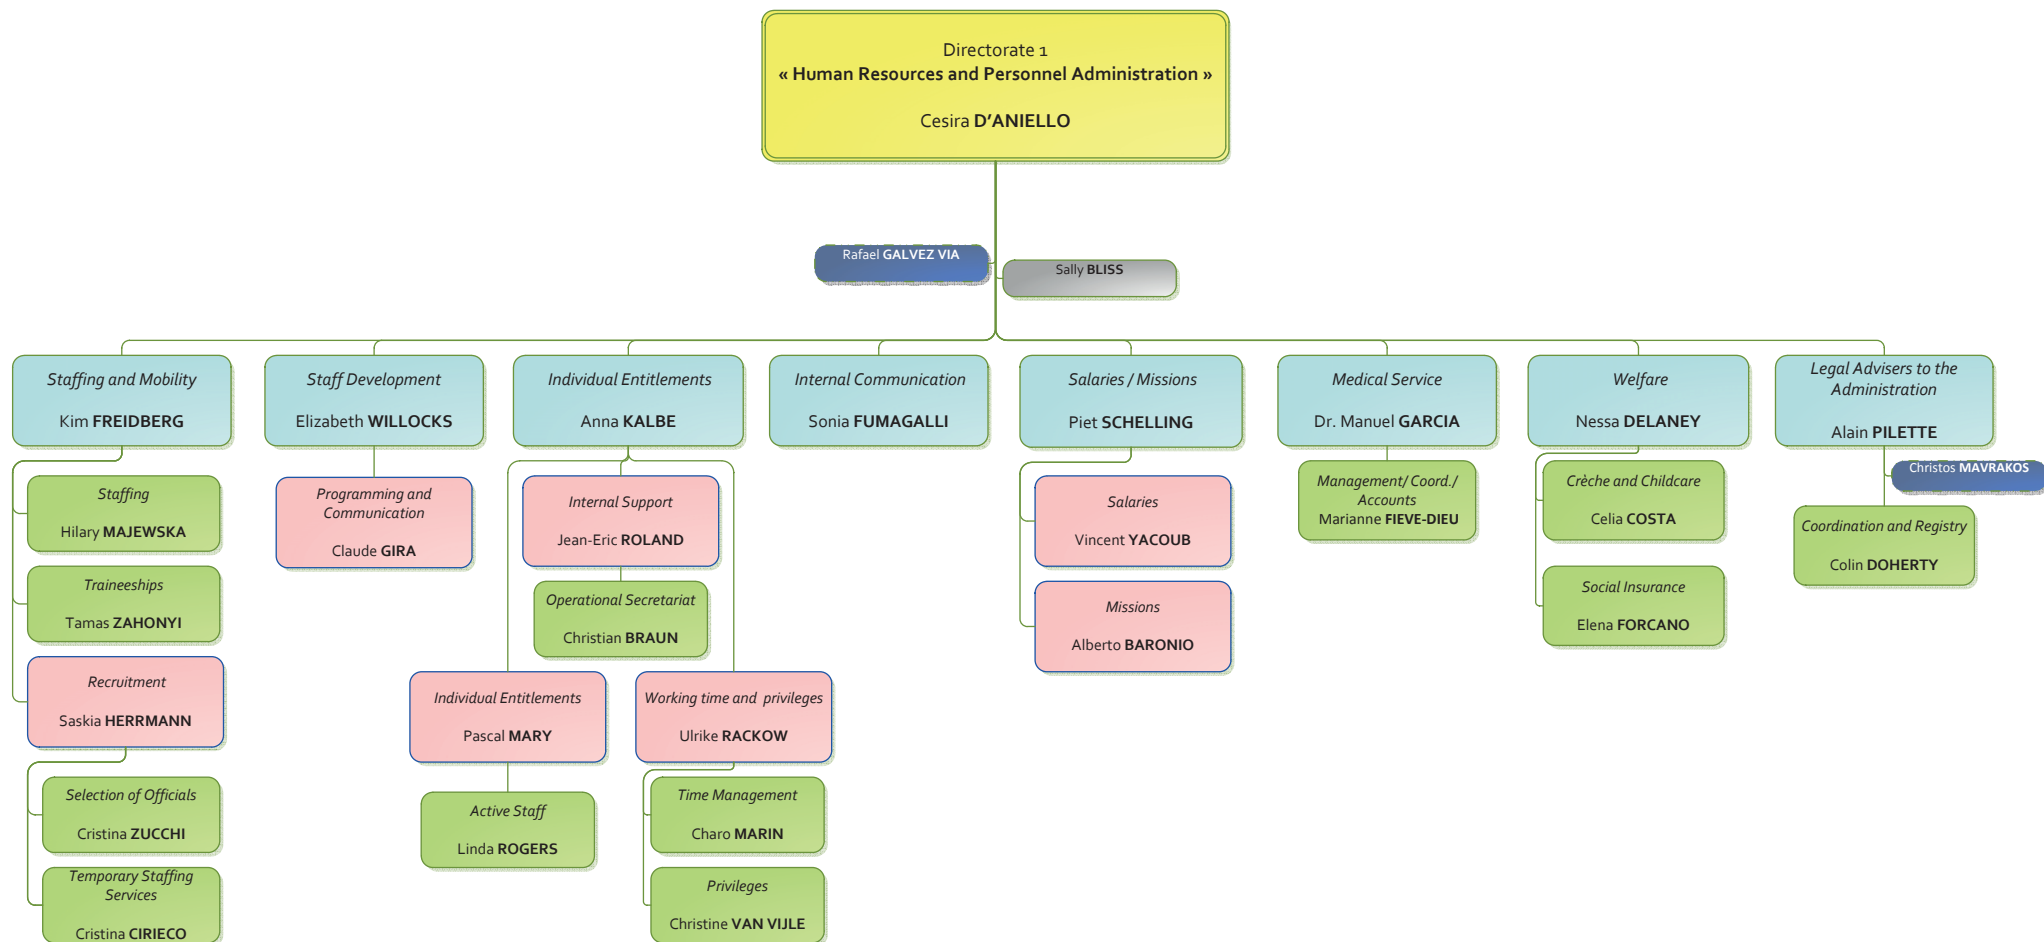 Directorate 1
« Human Resources and Personnel Administration »
Cesira D'ANIELLO
Rafael GALVEZ VIA
Sally BLISS
Staffing and Mobility
Kim FREIDBERG
Staff Development
Elizabeth WILLOCKS
Individual Entitlements
Anna KALBE
Internal Communication
Sonia FUMAGALLI
Salaries / Missions
Piet SCHELLING
Medical Service
Dr. Manuel GARCIA
Welfare
Nessa DELANEY
Legal Advisers to the
Administration
Alain PILETTE
Christos MAVRAKOS
Staffing
Hilary MAJEWSKA
Traineeships
Tamas ZAHONYI
Recruitment
Saskia HERRMANN
Selection of Officials
Cristina ZUCCHI
Temporary Staffing
Services
Cristina CIRIECO
Programming and
Communication
Claude GIRA
Internal Support
Jean-Eric ROLAND
Operational Secretariat
Christian BRAUN
Individual Entitlements
Pascal MARY
Active Staff
Linda ROGERS
Working time and  privileges
Ulrike RACKOW
Time Management
Charo MARIN
Privileges
Christine VAN VIJLE
Salaries
Vincent YACOUB
Missions
Alberto BARONIO
Management/ Coord./
Accounts
Marianne FIEVE-DIEU
Crèche and Childcare
Celia COSTA
Social Insurance
Elena FORCANO
Coordination and Registry
Colin DOHERTY